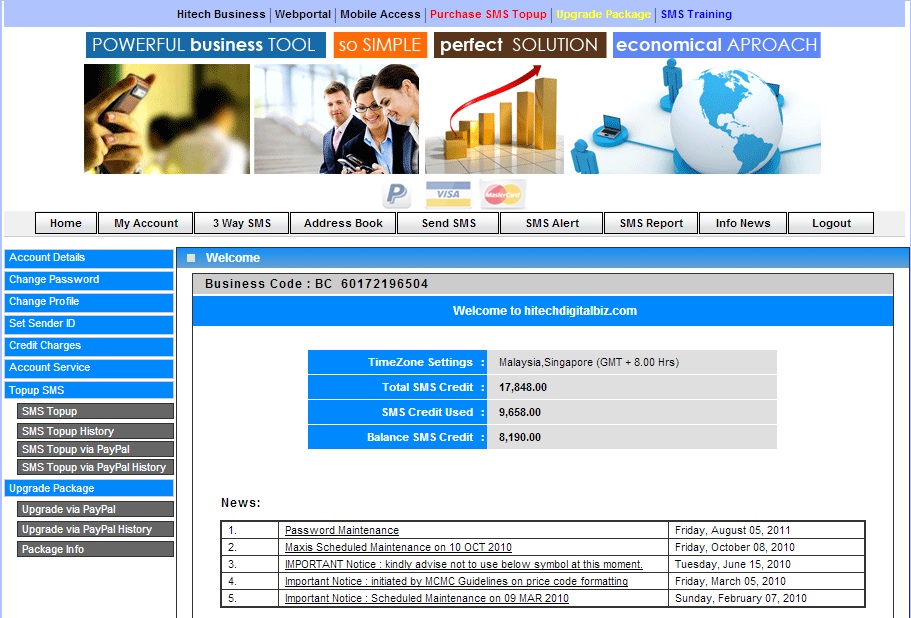 Hitech Business | Webportal | Mobile Access | Purchase SMS Topup | Upgrade Package | SMS Training
POWERFUL business TOOL so SIMPLE perfect SOLUTION economical APROACH
P VISA MasterCard
Home My Account 3 Way SMS Address Book Send SMS SMS Alert SMS Report Info News Logout
Account Details
Change Password
Change Profile
Set Sender ID
Credit Charges
Account Service
Topup SMS
SMS Topup
SMS Topup History
SMS Topup via PayPal
SMS Topup via PayPal History
Upgrade Package
Upgrade via PayPal
Upgrade via PayPal History
Package Info
Welcome
Business Code : BC 60172196504
Welcome to hitechdigitalbiz.com
TimeZone Settings : Malaysia,Singapore (GMT + 8.00 Hrs)
Total SMS Credit : 17,848.00
SMS Credit Used : 9,658.00
Balance SMS Credit : 8,190.00
News:
1. Password Maintenance Friday, August 05, 2011
2. Maxis Scheduled Maintenance on 10 OCT 2010 Friday, October 08, 2010
3. IMPORTANT Notice : kindly advise not to use below symbol at this moment. Tuesday, June 15, 2010
4. Important Notice : initiated by MCMC Guidelines on price code formatting Friday, March 05, 2010
5. Important Notice : Scheduled Maintenance on 09 MAR 2010 Sunday, February 07, 2010